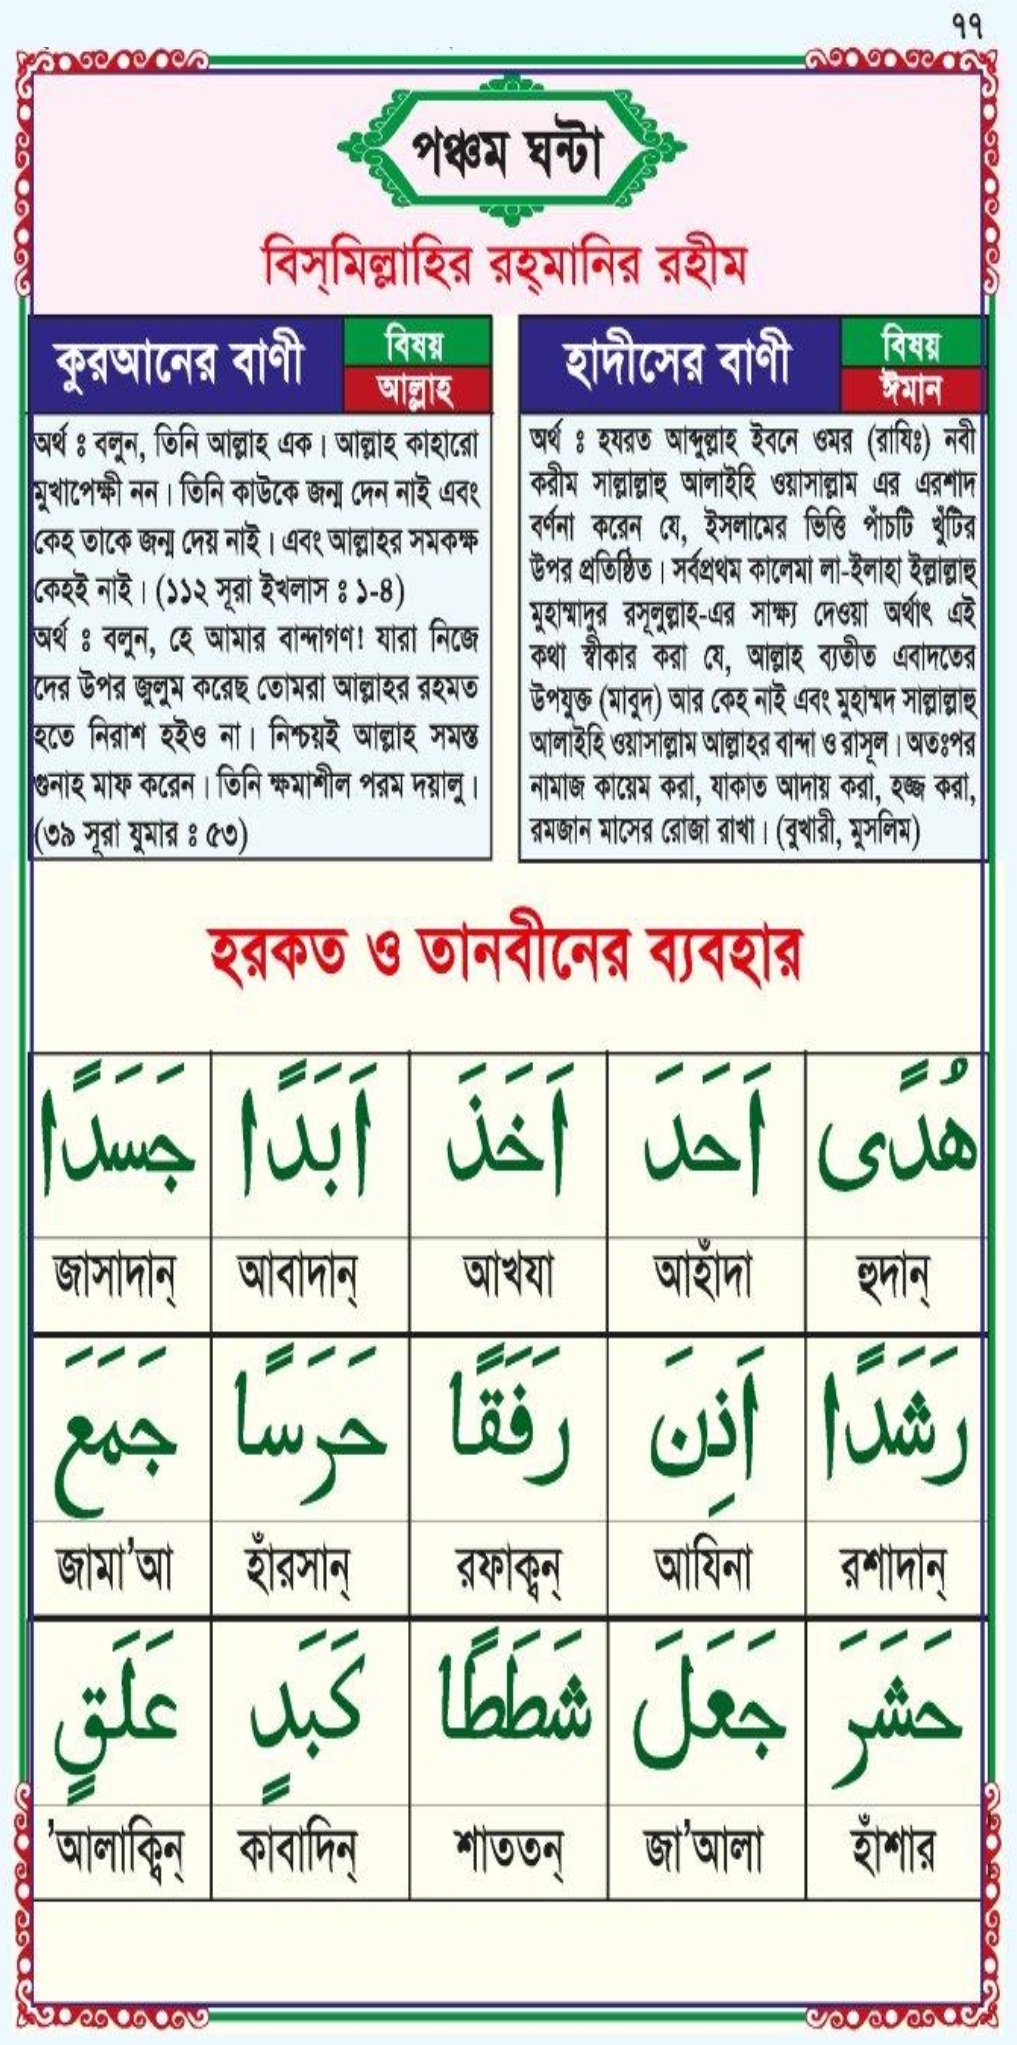 ৭৭
পঞ্চম ঘন্টা
বিস্‌মিল্লাহির রহ্‌মানির রহীম
কুরআনের বাণী
বিষয়
আল্লাহ
অর্থ ঃ বলুন, তিনি আল্লাহ এক। আল্লাহ কাহারো
মুখাপেক্ষী নন। তিনি কাউকে জন্ম দেন নাই এবং
কেহ তাকে জন্ম দেয় নাই। এবং আল্লাহর সমকক্ষ
কেহই নাই। (১১২ সূরা ইখলাস ঃ ১-৪)
অর্থ ঃ বলুন, হে আমার বান্দাগণ! যারা নিজে
দের উপর জুলুম করেছ তোমরা আল্লাহর রহমত
হতে নিরাশ হইও না। নিশ্চয়ই আল্লাহ সমস্ত
গুনাহ মাফ করেন। তিনি ক্ষমাশীল পরম দয়ালু।
(৩৯ সূরা যুমার ঃ ৫৩)
হাদীসের বাণী
বিষয়
ঈমান
অর্থ ঃ হযরত আব্দুল্লাহ ইবনে ওমর (রাযিঃ) নবী
করীম সাল্লাল্লাহু আলাইহি ওয়াসাল্লাম এর এরশাদ
বর্ণনা করেন যে, ইসলামের ভিত্তি পাঁচটি খুঁটির
উপর প্রতিষ্ঠিত। সর্বপ্রথম কালেমা লা-ইলাহা ইল্লাল্লাহু
মুহাম্মাদুর রসূলুল্লাহ-এর সাক্ষ্য দেওয়া অর্থাৎ এই
কথা স্বীকার করা যে, আল্লাহ ব্যতীত এবাদতের
উপযুক্ত (মাবুদ) আর কেহ নাই এবং মুহাম্মদ সাল্লাল্লাহু
আলাইহি ওয়াসাল্লাম আল্লাহর বান্দা ও রাসূল। অতঃপর
নামাজ কায়েম করা, যাকাত আদায় করা, হজ্জ করা,
রমজান মাসের রোজা রাখা। (বুখারী, মুসলিম)
হরকত ও তানবীনের ব্যবহার
هُدًى اَحَدَ اَخَذَ اَبَدًا جَسَدًا
জাসাদান্ আবাদান্ আখযা আহাঁদা হুদান্
رَشَدًا اَذِنَ رَفَقًا حَرَسًا جَمَعَ
জামা'আ হাঁরসান্ রফাক্বন্ আযিনা রশাদান্
حَشَرَ جَعَلَ شَطَطًا كَبَدٍ عَلَقٍ
'আলাক্বিন্ কাবাদিন্ শাততন্ জা'আলা হাঁশার